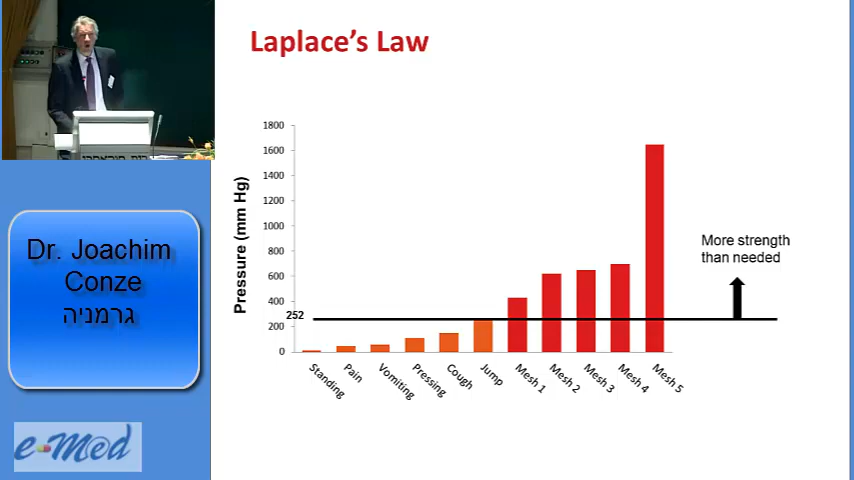 Laplace's Law
Pressure (mm Hg)
1800
1600
1400
1200
1000
800
600
400
252
200
0
Standing
Pain
Vomiting
Pressing
Cough
Jump
Mesh 1
Mesh 2
Mesh 3
Mesh 4
Mesh 5
More strength
than needed
Dr. Joachim
Conze
גרמניה
e-Med